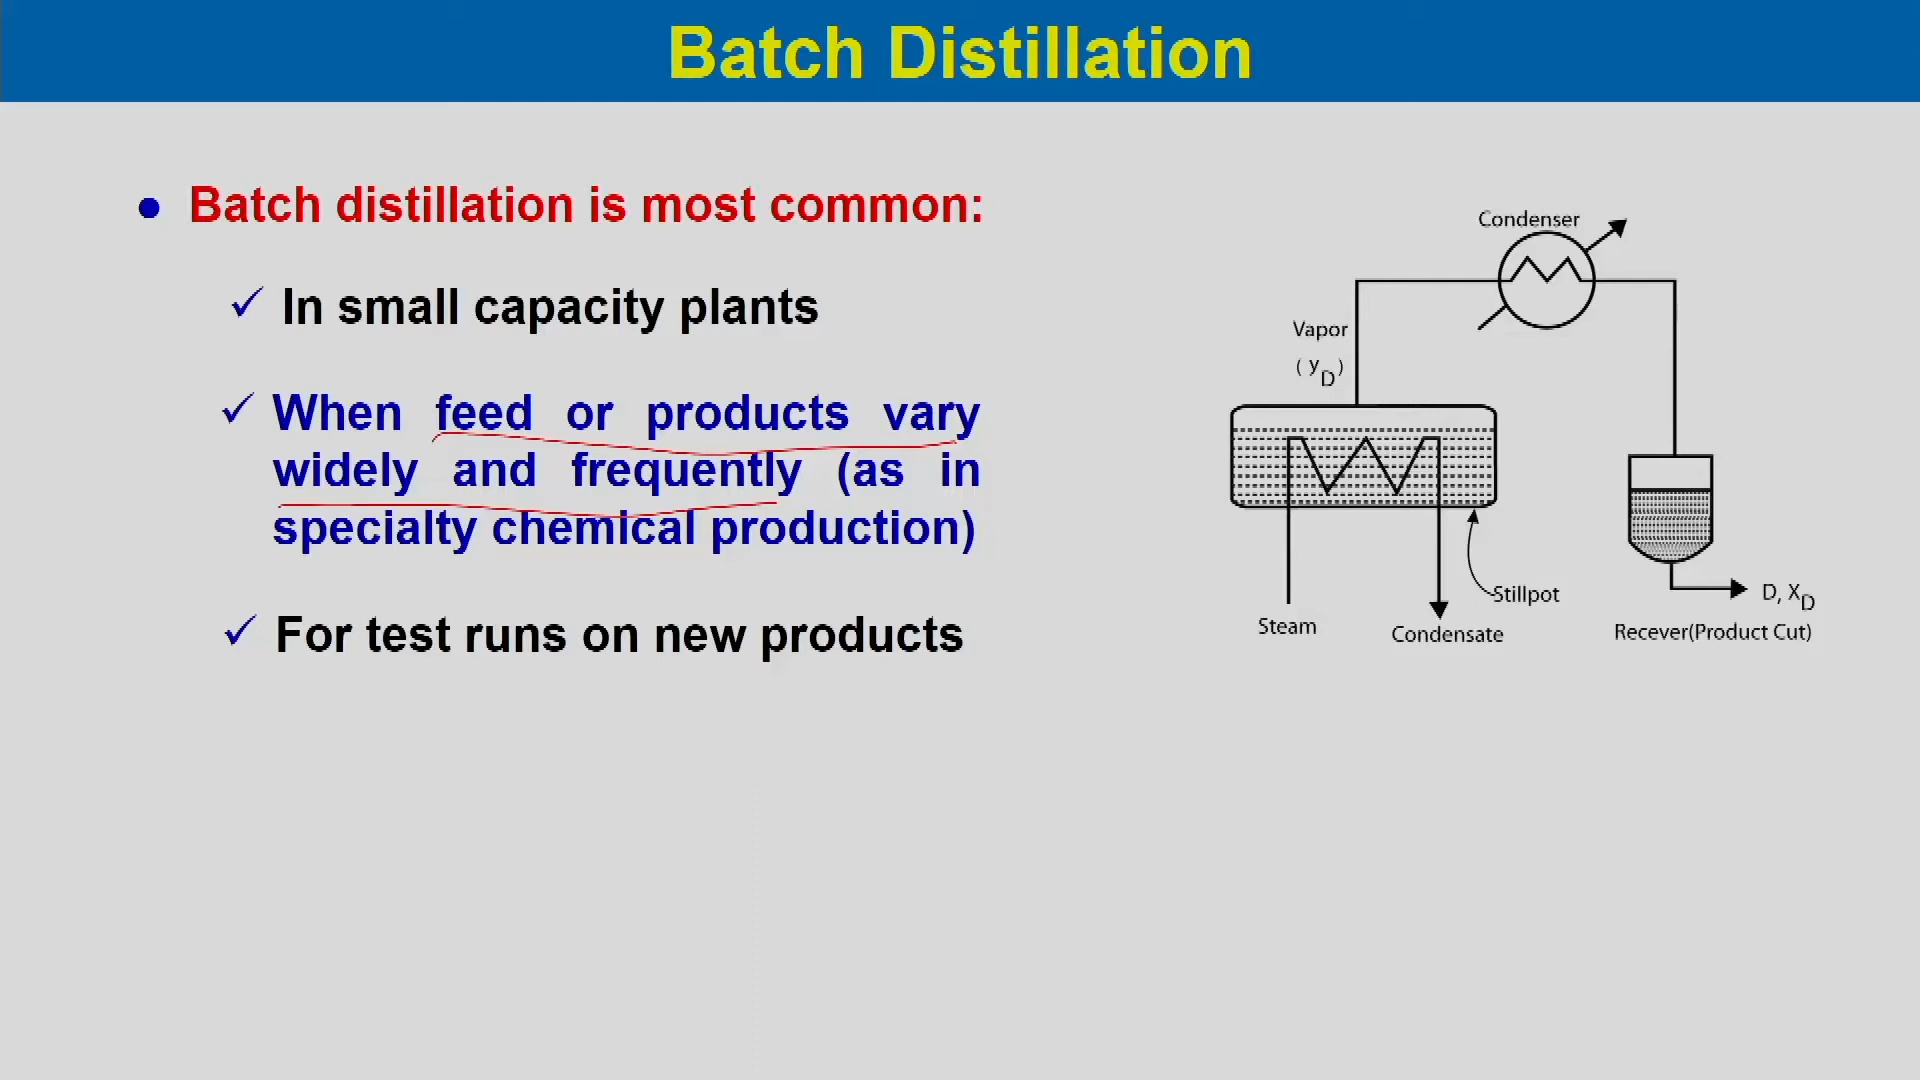 Batch Distillation
• Batch distillation is most common:
✓ In small capacity plants
✓ When feed or products vary
widely and frequently (as in
specialty chemical production)
✓ For test runs on new products
Condenser
Vapor
( y_D )
Stillpot
Steam
Condensate
D, X_D
Recever(Product Cut)